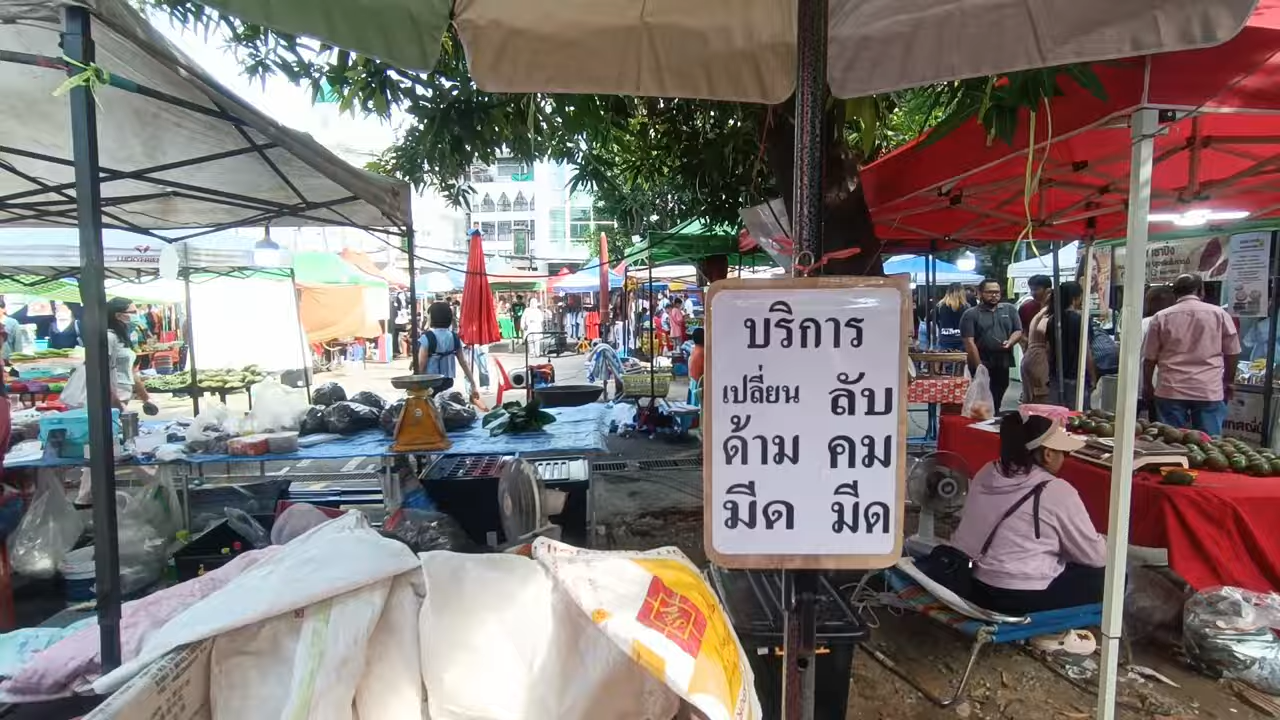 บริการ
เปลี่ยน ลับ
ด้าม คม
มีด มีด